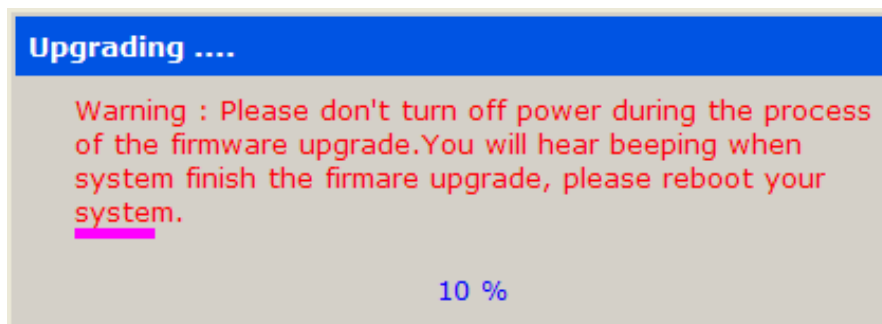 Upgrading ....
Warning : Please don't turn off power during the process
of the firmware upgrade.You will hear beeping when
system finish the firmare upgrade, please reboot your
system.
10 %